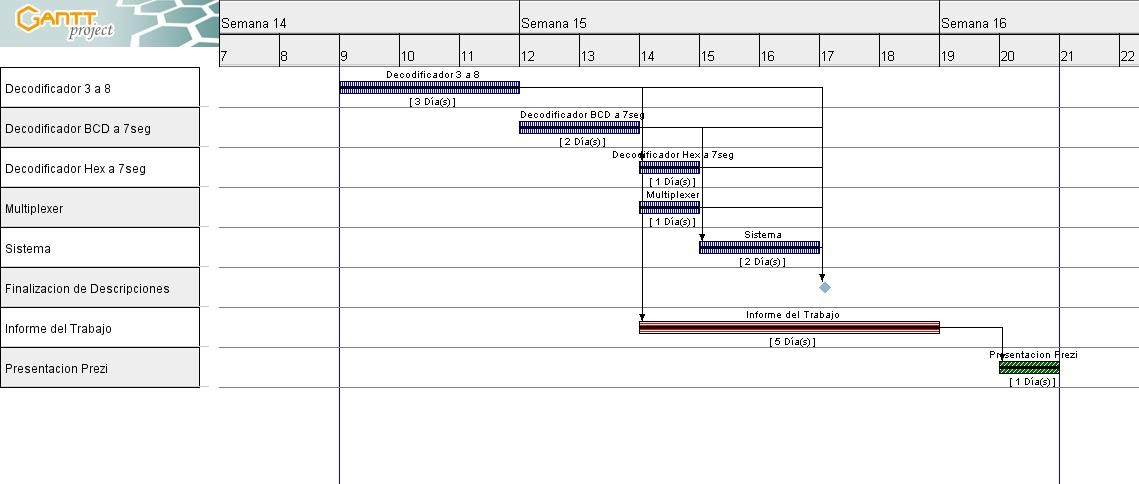 GANTT
project
Semana 14
Semana 15
Semana 16
7 8 9 10 11 12 13 14 15 16 17 18 19 20 21 22
Decodificador 3 a 8
Decodificador 3 a 8
[ 3 Día(s) ]
Decodificador BCD a 7seg
Decodificador BCD a 7seg
[ 2 Día(s) ]
Decodificador Hex a 7seg
Decodificador Hex a 7seg
[ 1 Día(s) ]
Multiplexer
Multiplexer
[ 1 Día(s) ]
Sistema
Sistema
[ 2 Día(s) ]
Finalizacion de Descripciones
Informe del Trabajo
Informe del Trabajo
[ 5 Día(s) ]
Presentacion Prezi
Presentacion Prezi
[ 1 Día(s) ]